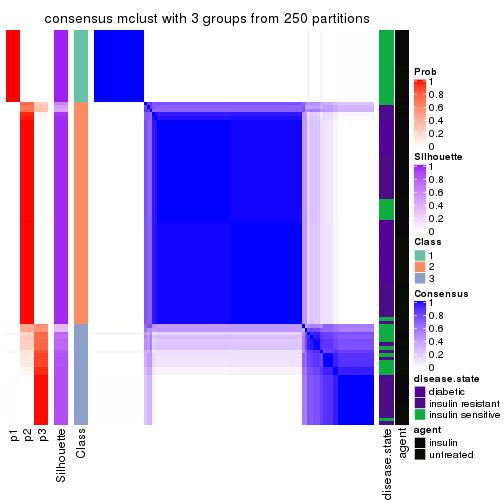 consensus mclust with 3 groups from 250 partitions
Prob
1
0.8
0.6
0.4
0.2
0
Silhouette
1
0.8
0.6
0.4
0.2
0
Class
1
2
3
Consensus
1
0.8
0.6
0.4
0.2
0
disease.state
diabetic
insulin resistant
insulin sensitive
agent
insulin
untreated
p1
p2
p3
Silhouette
Class
disease.state
agent